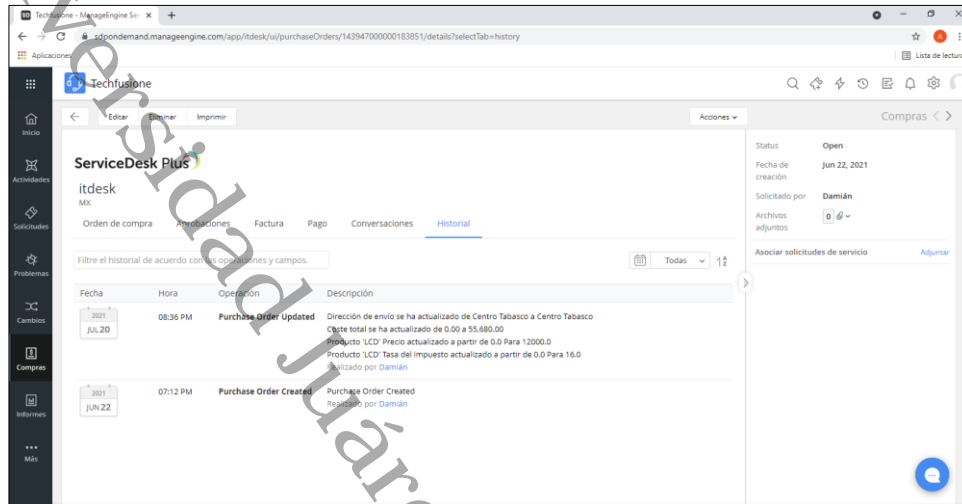 Techfusione - ManageEngine Ser
sdpondemand.manageengine.com/app/itdesk/ui/purchaseOrders/143947000000183851/details?selectTab=history
A
Aplicaciones
Lista de lectura
Techfusione
Inicio
Actividades
Solicitudes
Problemas
Cambios
Compras
Informes
Más
Editar Eliminar Imprimir
Acciones
Compras
ServiceDesk Plus
itdesk
MX
Orden de compra Aprobaciones Factura Pago Conversaciones Historial
Filtre el historial de acuerdo con las operaciones y campos.
Todas
Fecha Hora Operación Descripción
2021
JUL 20
08:36 PM Purchase Order Updated
Dirección de envío se ha actualizado de Centro Tabasco a Centro Tabasco
Coste total se ha actualizado de 0.00 a 55,680.00
Producto 'LCD' Precio actualizado a partir de 0.0 Para 12000.0
Producto 'LCD' Tasa del impuesto actualizado a partir de 0.0 Para 16.0
Realizado por Damián
2021
JUN 22
07:12 PM Purchase Order Created
Purchase Order Created
Realizado por Damián
Status Open
Fecha de creación Jun 22, 2021
Solicitado por Damián
Archivos adjuntos 0
Asociar solicitudes de servicio Adjuntar
versidad Juár